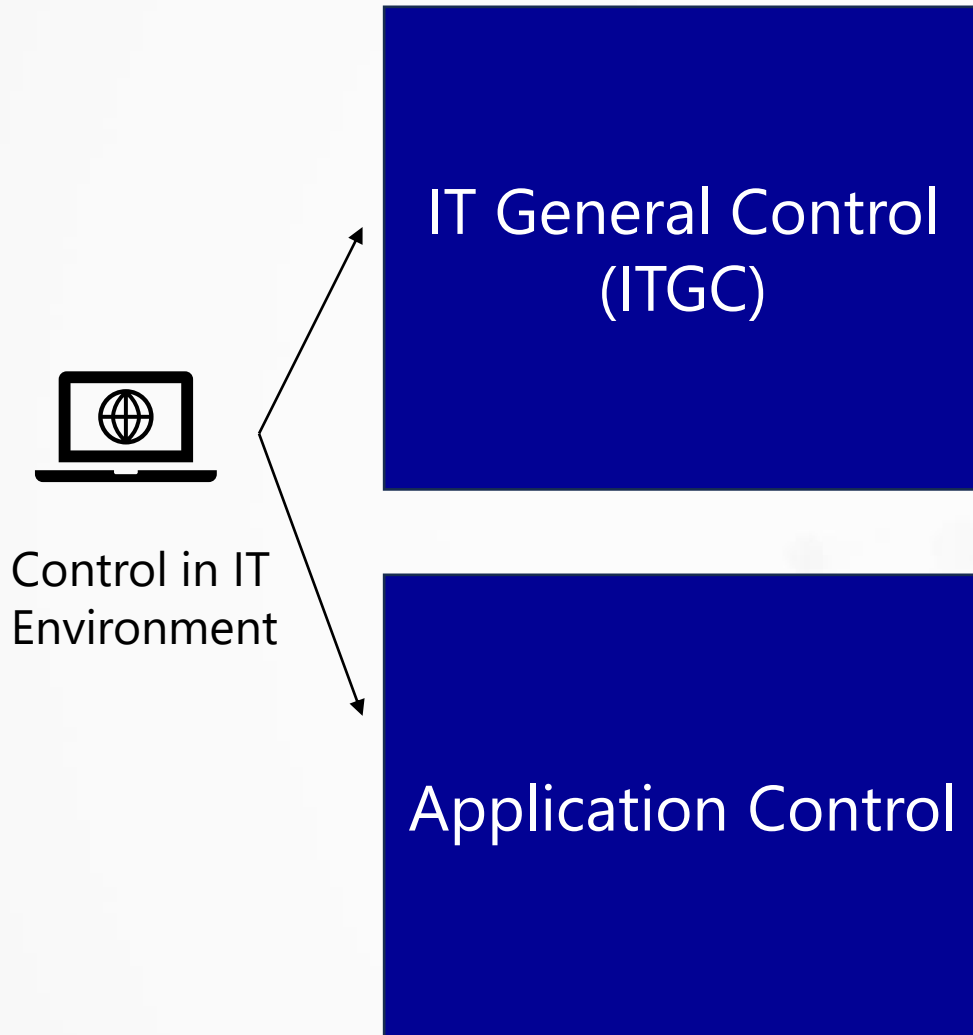 IT General Control
(ITGC)
Control in IT
Environment
Application Control